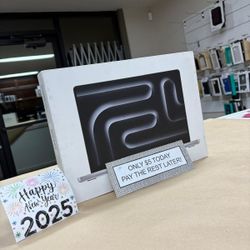 ONLY $5 TODAY
PAY THE REST LATER!
Happy
New Year
2025